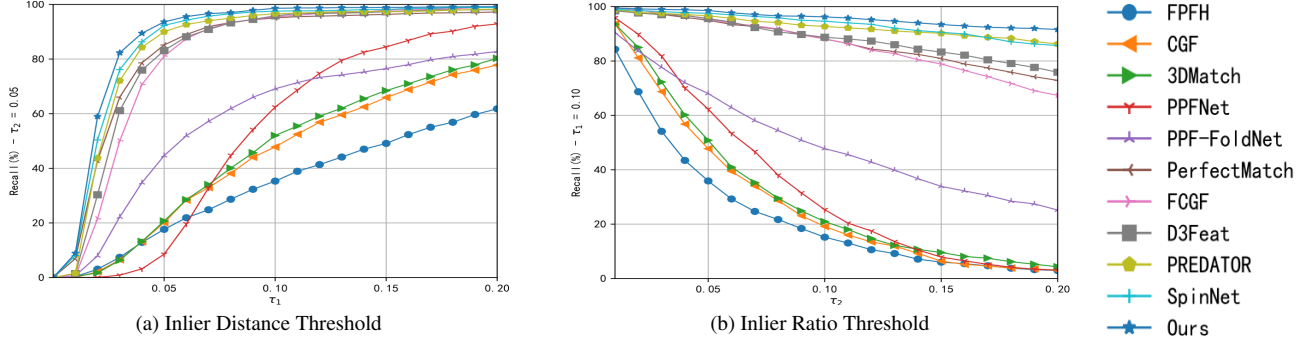 100
80
60
40
20
0
Recall(%) - τ2 = 0.05
0.05
0.10
0.15
0.20
τ1
(a) Inlier Distance Threshold
100
80
60
40
20
0
Recall(%) - τ1 = 0.10
0.05
0.10
0.15
0.20
τ2
(b) Inlier Ratio Threshold
FPFH
CGF
3DMatch
PPFNet
PPF-FoldNet
PerfectMatch
FCGF
D3Feat
PREDATOR
SpinNet
Ours